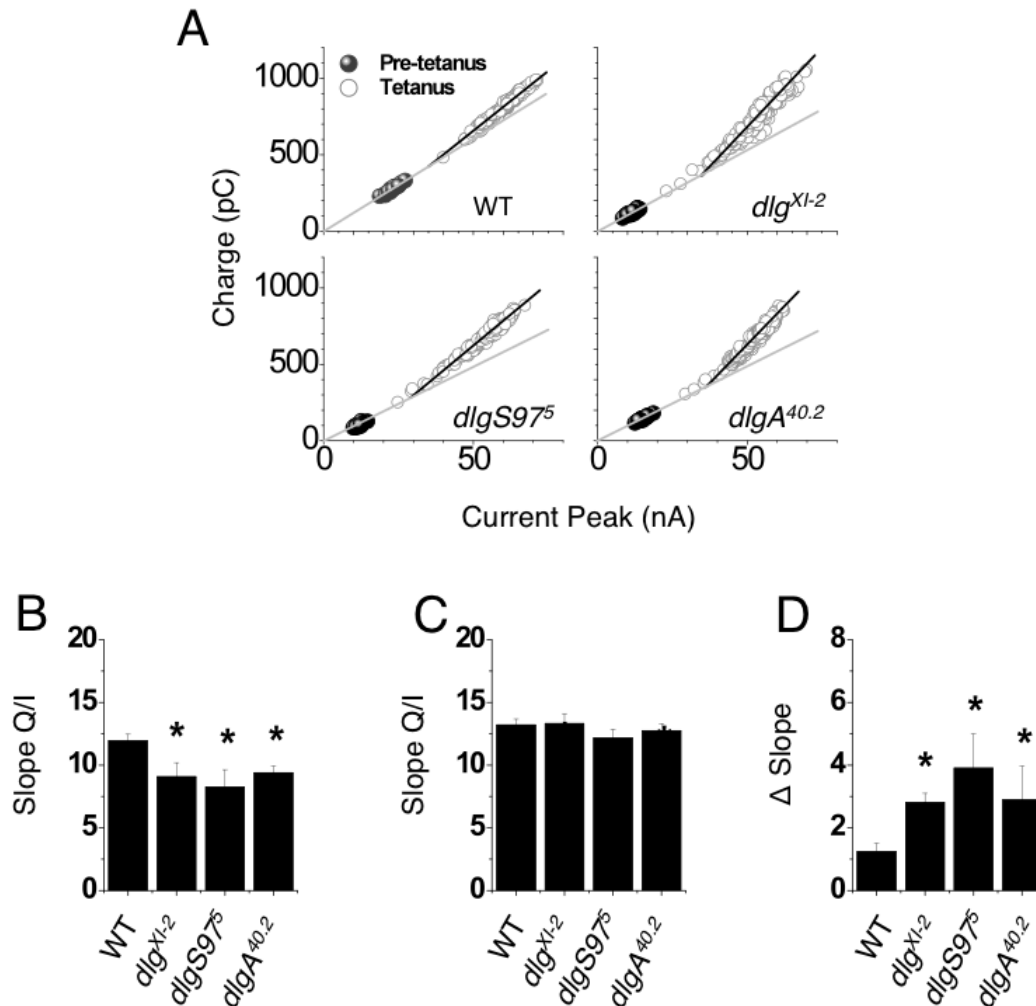 A
Pre-tetanus
Tetanus
1000
500
0
WT
dlgXI-2
Charge (pC)
1000
500
0
dlgS975
dlgA40.2
0 50 0 50
Current Peak (nA)
B
20
15
10
5
0
Slope Q/I
* * *
WT dlgXI-2 dlgS975 dlgA40.2
C
20
15
10
5
0
Slope Q/I
WT dlgXI-2 dlgS975 dlgA40.2
D
8
6
4
2
0
Δ Slope
* * *
WT dlgXI-2 dlgS975 dlgA40.2